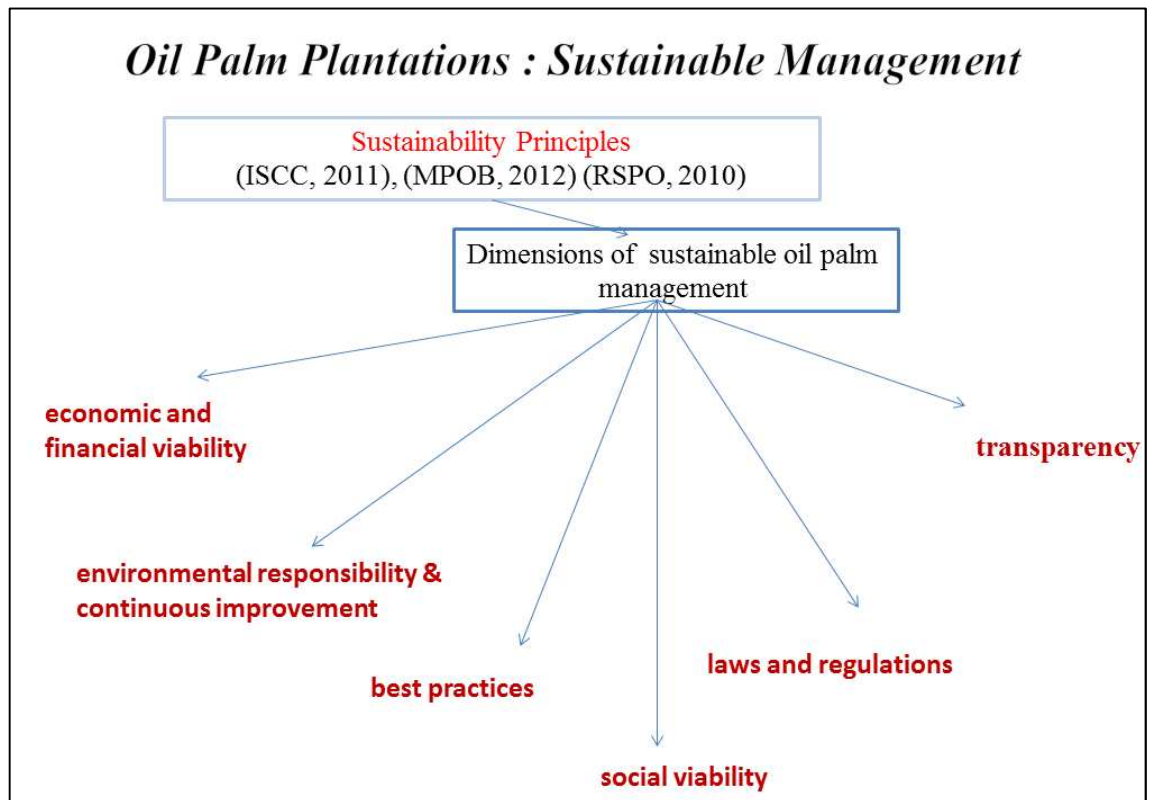 Oil Palm Plantations : Sustainable Management
Sustainability Principles
(ISCC, 2011), (MPOB, 2012) (RSPO, 2010)
Dimensions of sustainable oil palm
management
economic and
financial viability
transparency
environmental responsibility &
continuous improvement
best practices
laws and regulations
social viability